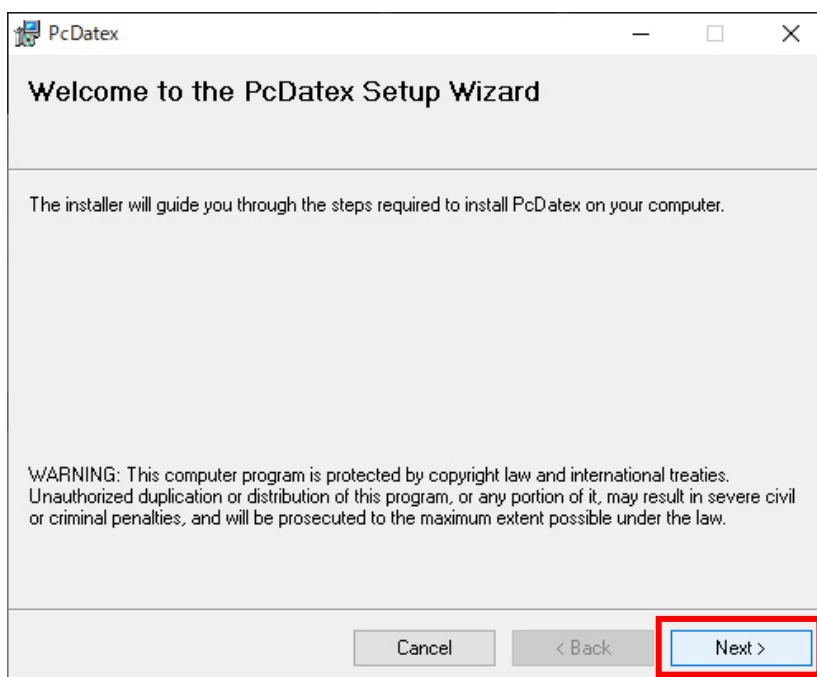 PcDatex
Welcome to the PcDatex Setup Wizard
The installer will guide you through the steps required to install PcDatex on your computer.
WARNING: This computer program is protected by copyright law and international treaties.
Unauthorized duplication or distribution of this program, or any portion of it, may result in severe civil
or criminal penalties, and will be prosecuted to the maximum extent possible under the law.
Cancel < Back Next >